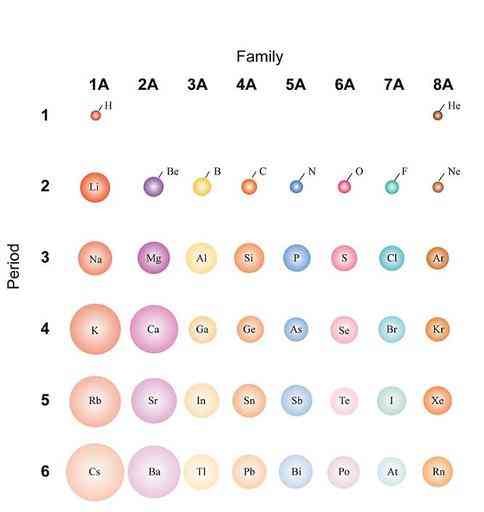 Family
1A 2A 3A 4A 5A 6A 7A 8A
1 H He
2 Li Be B C N O F Ne
Period
3 Na Mg Al Si P S Cl Ar
4 K Ca Ga Ge As Se Br Kr
5 Rb Sr In Sn Sb Te I Xe
6 Cs Ba Tl Pb Bi Po At Rn